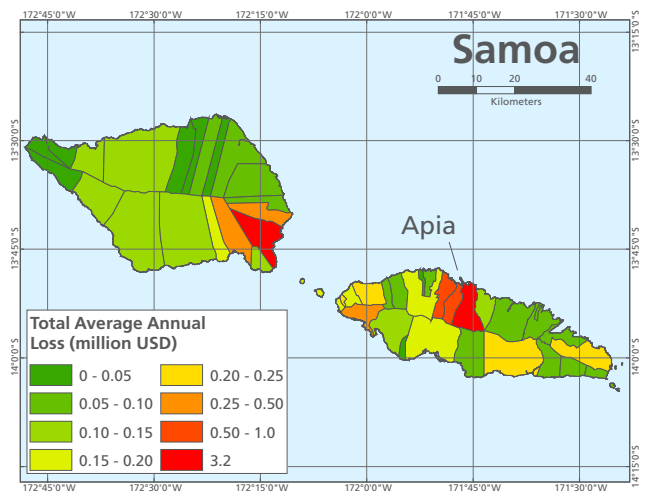 172°45'0"W 172°30'0"W 172°15'0"W 172°0'0"W 171°45'0"W 171°30'0"W
13°15'0"S 13°15'0"S
Samoa
0 10 20 40
Kilometers
13°30'0"S 13°30'0"S
Apia
13°45'0"S 13°45'0"S
Total Average Annual
Loss (million USD)
0 - 0.05 0.20 - 0.25
0.05 - 0.10 0.25 - 0.50
0.10 - 0.15 0.50 - 1.0
0.15 - 0.20 3.2
14°0'0"S 14°0'0"S
14°15'0"S 14°15'0"S
172°45'0"W 172°30'0"W 172°15'0"W 172°0'0"W 171°45'0"W 171°30'0"W